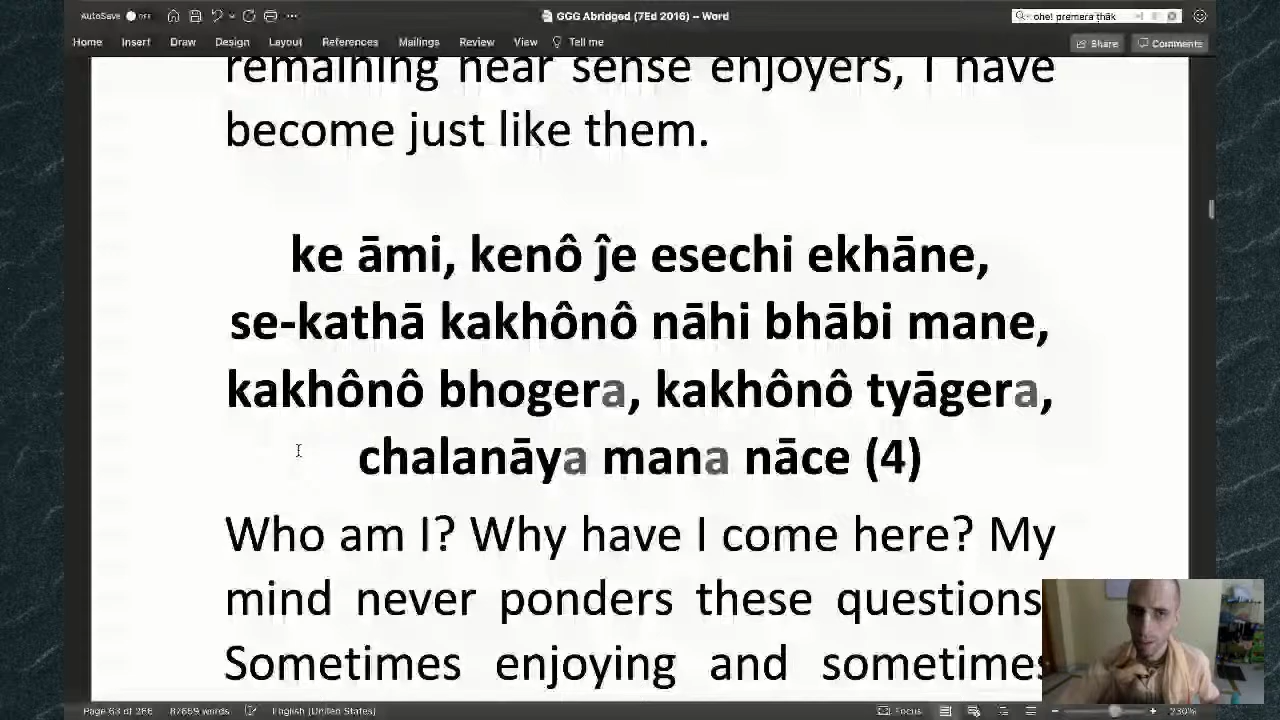 AutoSave OFF
GGG Abridged (7Ed 2016) – Word
ohe! premera ṭhāk
Home Insert Draw Design Layout References Mailings Review View Tell me
Share Comments
remaining near sense enjoyers, I have
become just like them.
ke āmi, kenô ĵe esechi ekhāne,
se-kathā kakhônô nāhi bhābi mane,
kakhônô bhogera, kakhônô tyāgera,
chalanāya mana nāce (4)
Who am I? Why have I come here? My
mind never ponders these questions
Sometimes enjoying and sometimes
Page 63 of 266 87659 words English (United States) Focus 230%